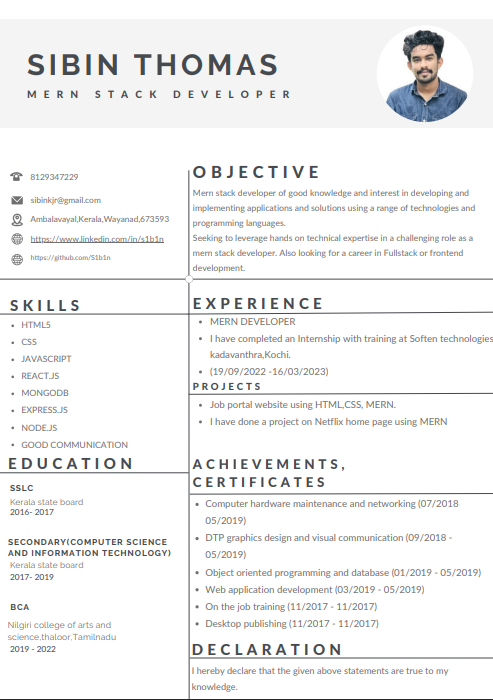 SIBIN THOMAS
MERN STACK DEVELOPER
8129347229
sibinkjr@gmail.com
Ambalavayal,Kerala,Wayanad,673593
https://www.linkedin.com/in/s1b1n
https://github.com/S1b1n
OBJECTIVE
Mern stack developer of good knowledge and interest in developing and
implementing applications and solutions using a range of technologies and
programming languages.
Seeking to leverage hands on technical expertise in a challenging role as a
mern stack developer. Also looking for a career in Fullstack or frontend
development.
SKILLS
• HTML5
• CSS
• JAVASCRIPT
• REACT.JS
• MONGODB
• EXPRESS.JS
• NODE.JS
• GOOD COMMUNICATION
EDUCATION
SSLC
Kerala state board
2016- 2017
SECONDARY(COMPUTER SCIENCE
AND INFORMATION TECHNOLOGY)
Kerala state board
2017- 2019
BCA
Nilgiri college of arts and
science,thaloor,Tamilnadu
2019 - 2022
EXPERIENCE
• MERN DEVELOPER
• I have completed an Internship with training at Soften technologies
kadavanthra,Kochi.
• (19/09/2022 -16/03/2023)
PROJECTS
• Job portal website using HTML,CSS, MERN.
• I have done a project on Netflix home page using MERN
ACHIEVEMENTS,
CERTIFICATES
• Computer hardware maintenance and networking (07/2018
05/2019)
• DTP graphics design and visual communication (09/2018 -
05/2019)
• Object oriented programming and database (01/2019 - 05/2019)
• Web application development (03/2019 - 05/2019)
• On the job training (11/2017 - 11/2017)
• Desktop publishing (11/2017 - 11/2017)
DECLARATION
I hereby declare that the given above statements are true to my
knowledge.